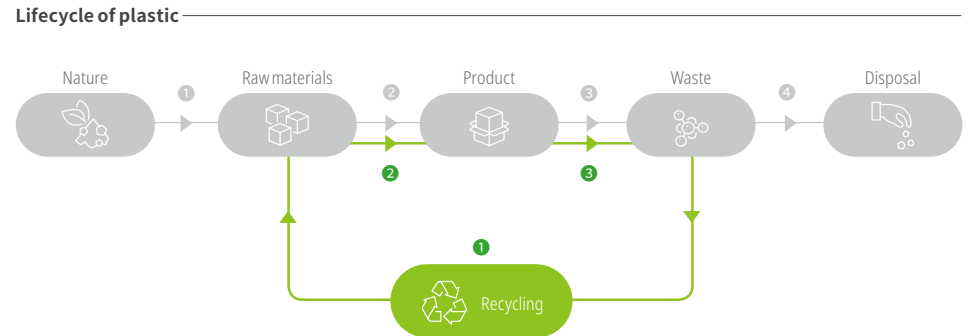 Lifecycle of plastic
Nature
Raw materials
Product
Waste
Disposal
1
2
3
4
2
3
1
Recycling